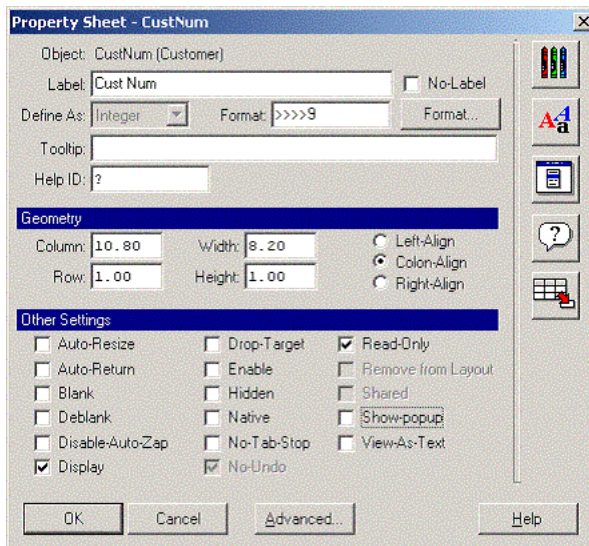 Property Sheet - CustNum
Object: CustNum (Customer)
Label: Cust Num No-Label
Define As: Integer Format: >>>>9 Format...
Tooltip:
Help ID: ?
Geometry
Column: 10.80 Width: 8.20 Left-Align
Colon-Align
Row: 1.00 Height: 1.00 Right-Align
Other Settings
Auto-Resize Drop-Target Read-Only
Auto-Return Enable Remove from Layout
Blank Hidden Shared
Deblank Native Show-popup
Disable-Auto-Zap No-Tab-Stop View-As-Text
Display No-Undo
OK Cancel Advanced... Help